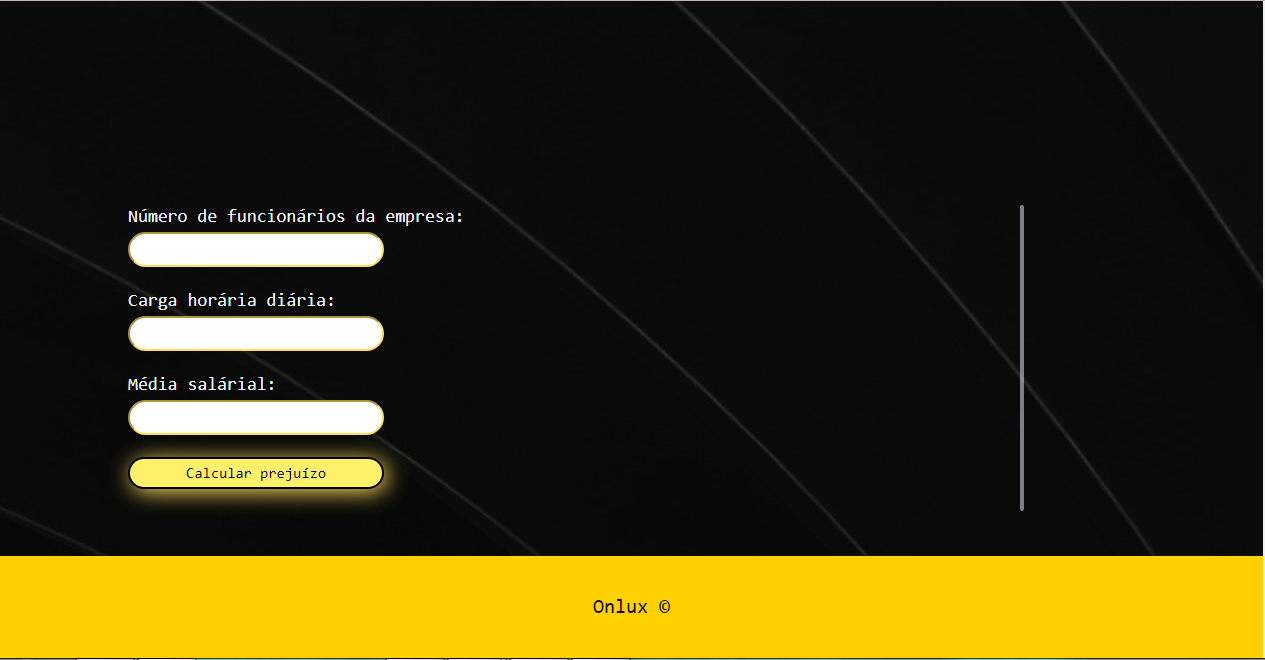 Número de funcionários da empresa:
Carga horária diária:
Média salárial:
Calcular prejuízo
Onlux ©